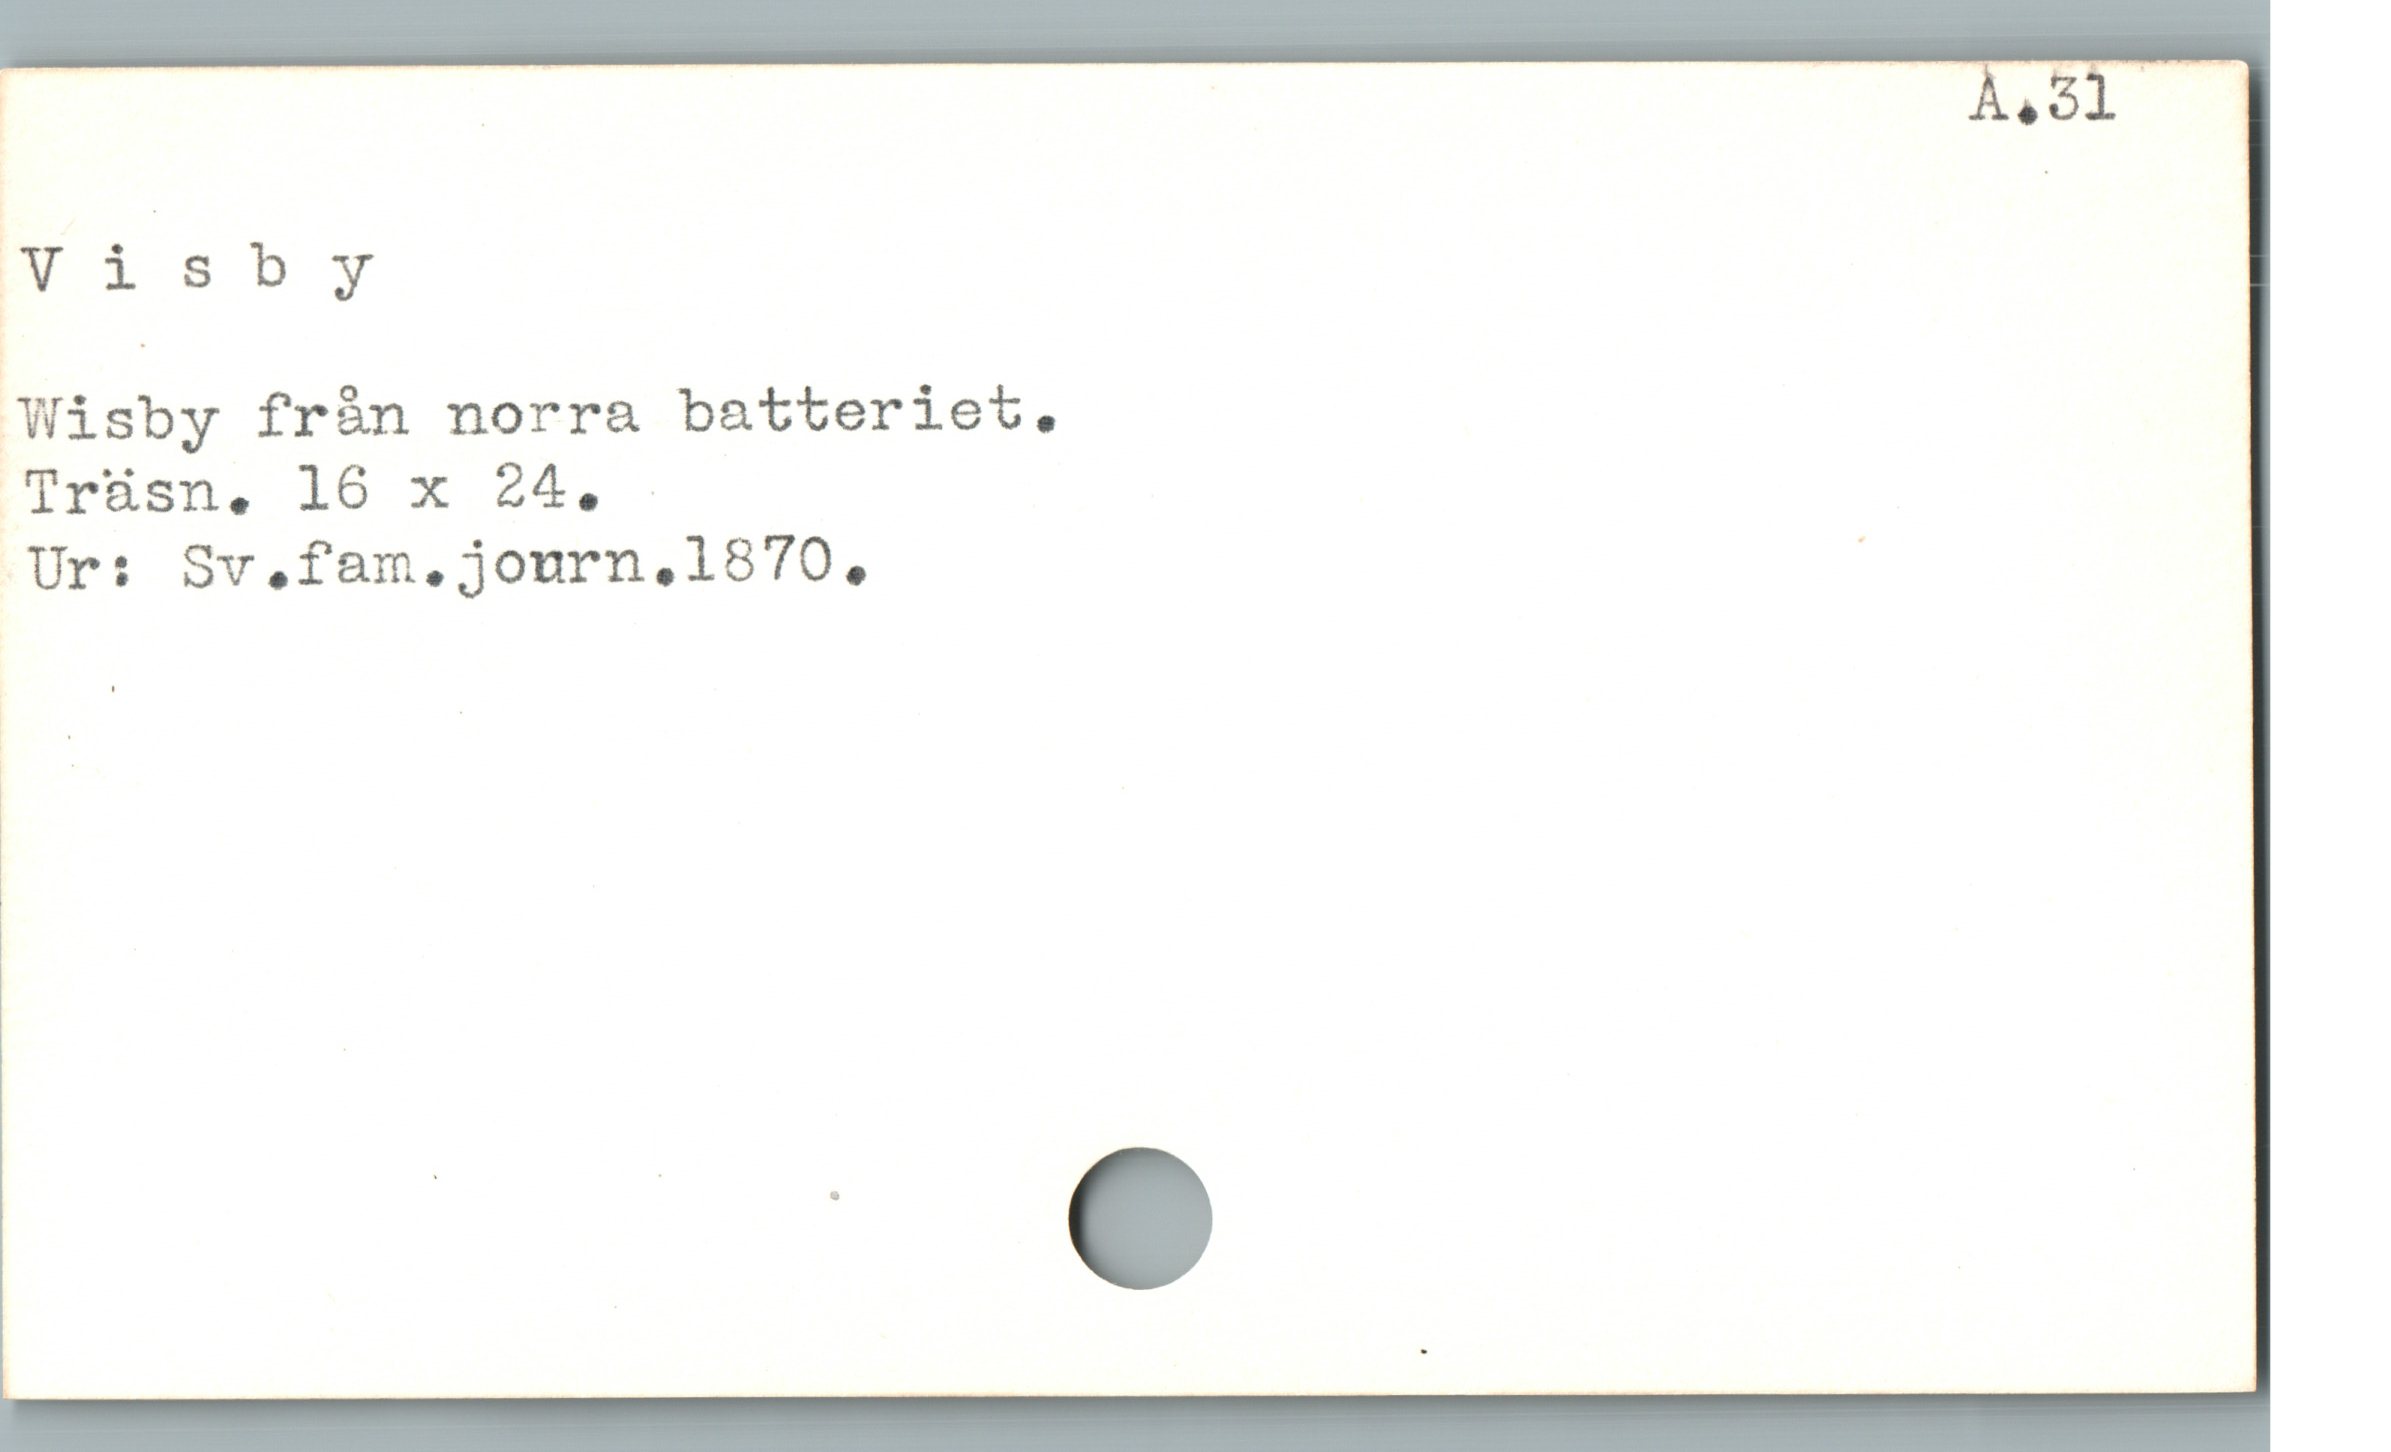 A.31
V i s b y
Wisby från norra batteriet.
Träsn. 16 x 24.
Ur: Sv.fam.journ.1870.